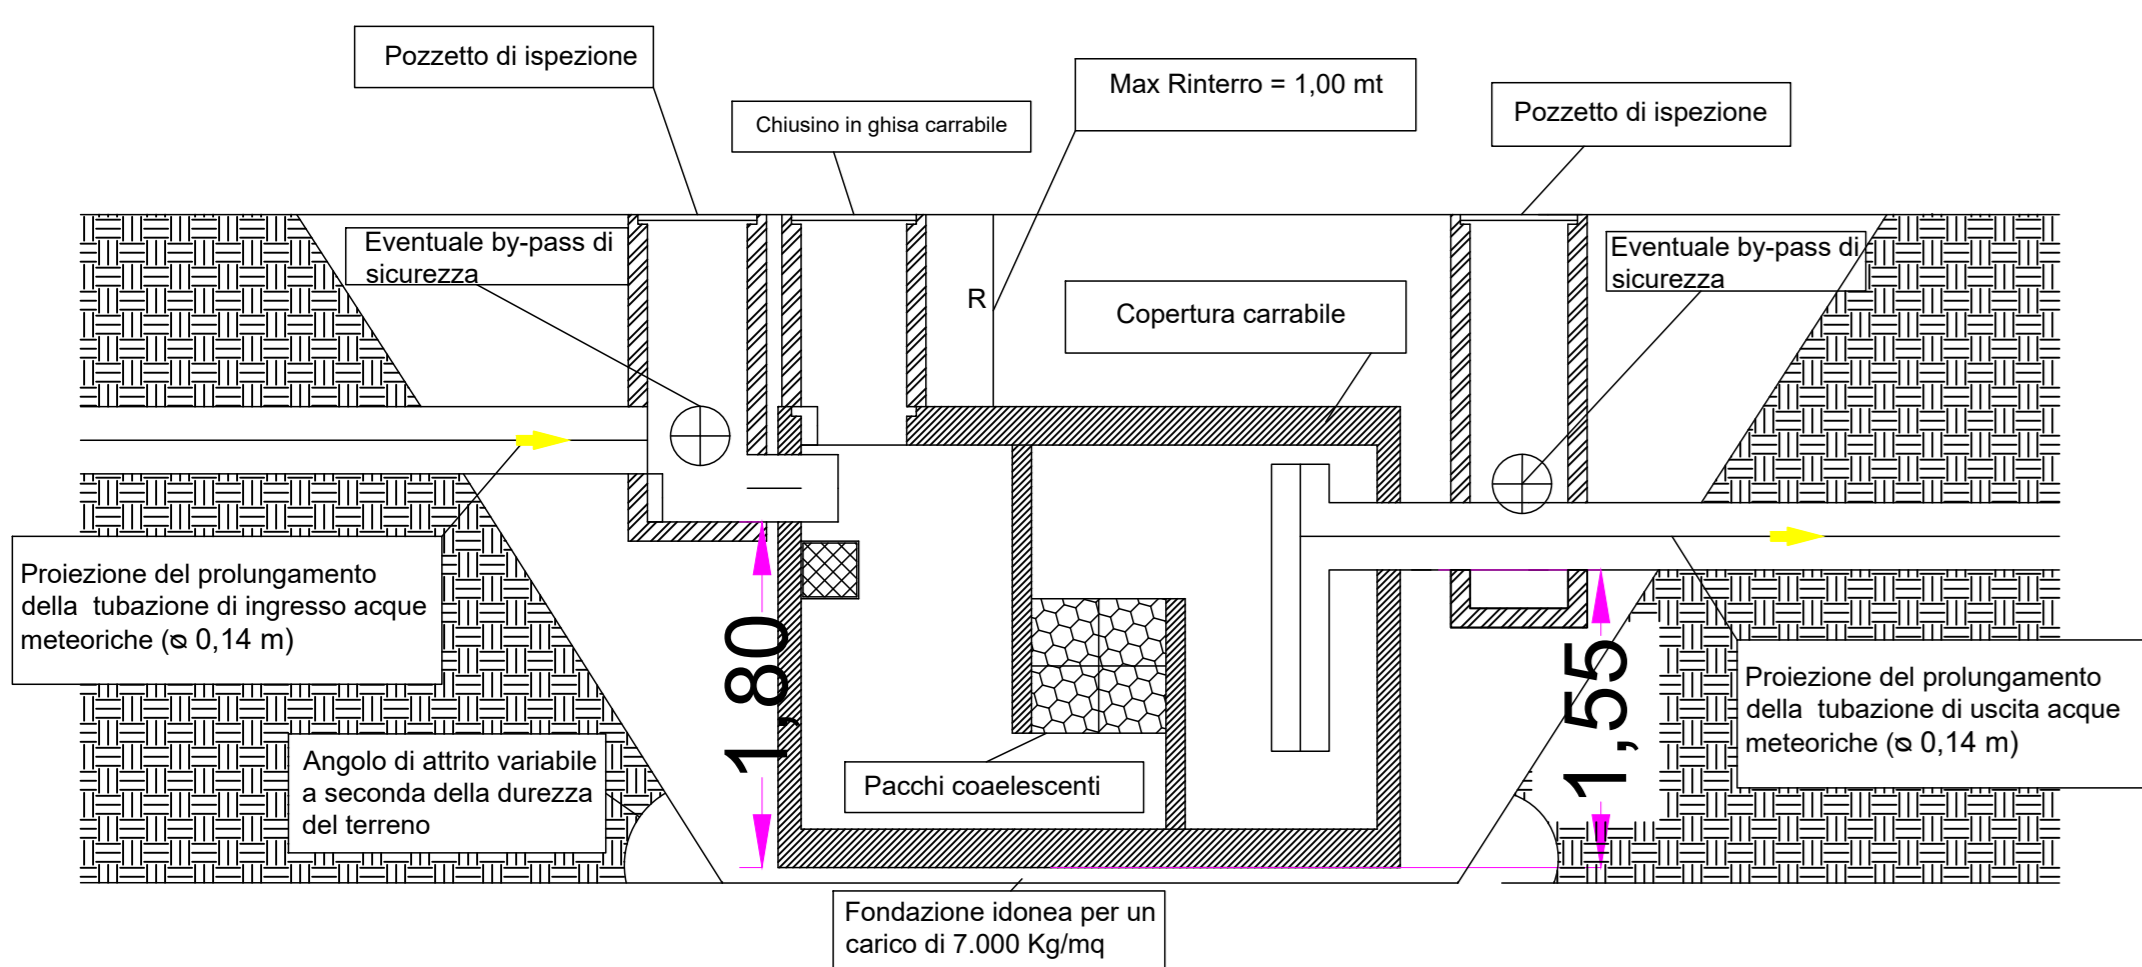 Pozzetto di ispezione
Max Rinterro = 1,00 mt
Chiusino in ghisa carrabile
Pozzetto di ispezione
Eventuale by-pass di
sicurezza
Eventuale by-pass di
sicurezza
R
Copertura carrabile
Proiezione del prolungamento
della tubazione di ingresso acque
meteoriche (ⵁ 0,14 m)
1,80
1,55
Proiezione del prolungamento
della tubazione di uscita acque
meteoriche (ⵁ 0,14 m)
Angolo di attrito variabile
a seconda della durezza
del terreno
Pacchi coaelescenti
Fondazione idonea per un
carico di 7.000 Kg/mq